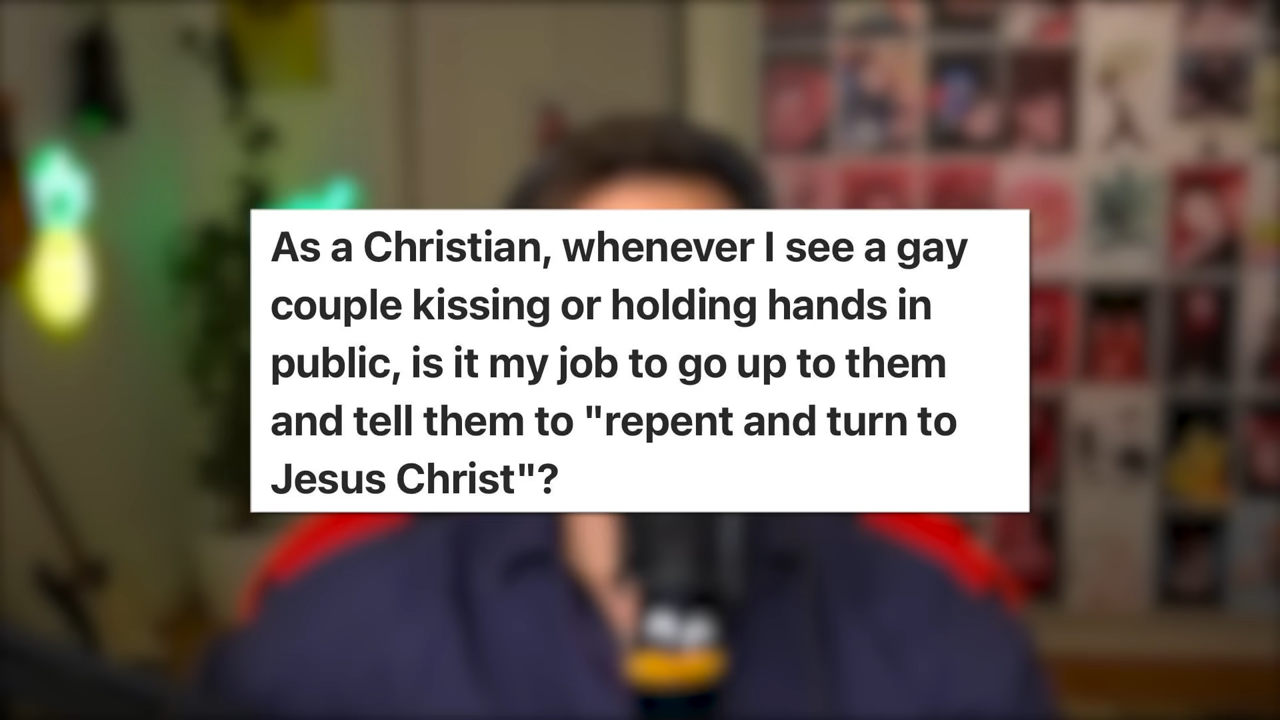 As a Christian, whenever I see a gay
couple kissing or holding hands in
public, is it my job to go up to them
and tell them to "repent and turn to
Jesus Christ"?